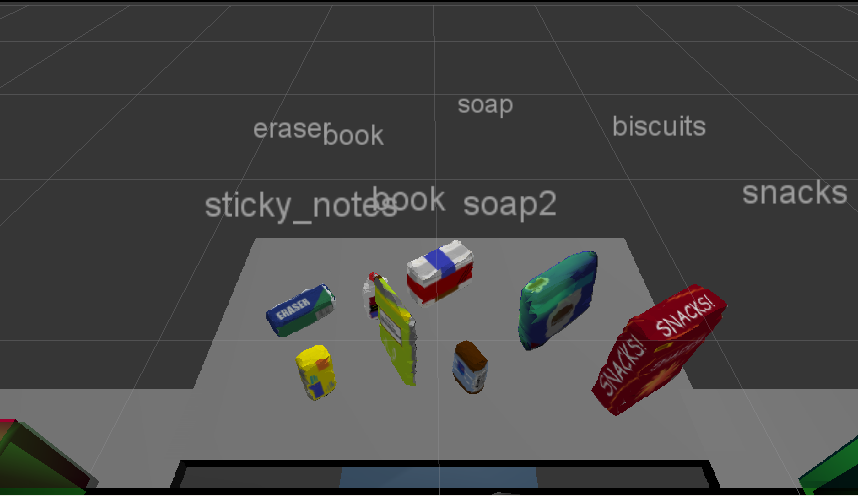 soap
eraser
book
biscuits
snacks
sticky_notes
book
soap2
ERASER
SNACKS!
SNACKS!